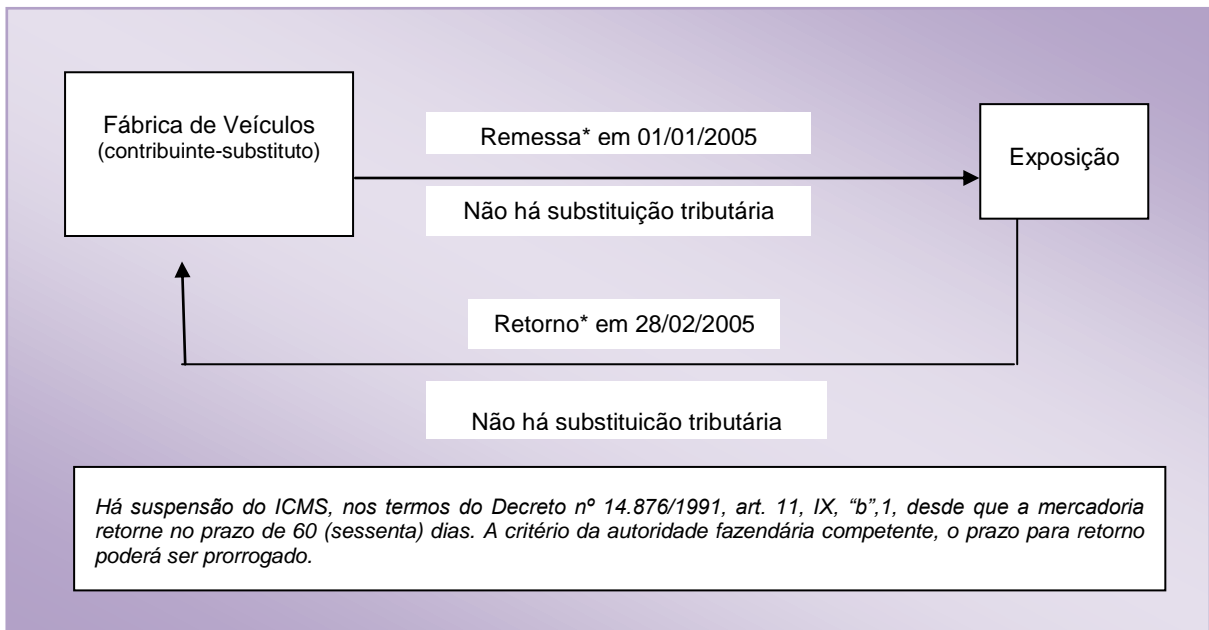 Fábrica de Veículos
(contribuinte-substituto)
Remessa* em 01/01/2005
Exposição
Não há substituição tributária
Retorno* em 28/02/2005
Não há substituicão tributária
Há suspensão do ICMS, nos termos do Decreto nº 14.876/1991, art. 11, IX, “b”,1, desde que a mercadoria
retorne no prazo de 60 (sessenta) dias. A critério da autoridade fazendária competente, o prazo para retorno
poderá ser prorrogado.